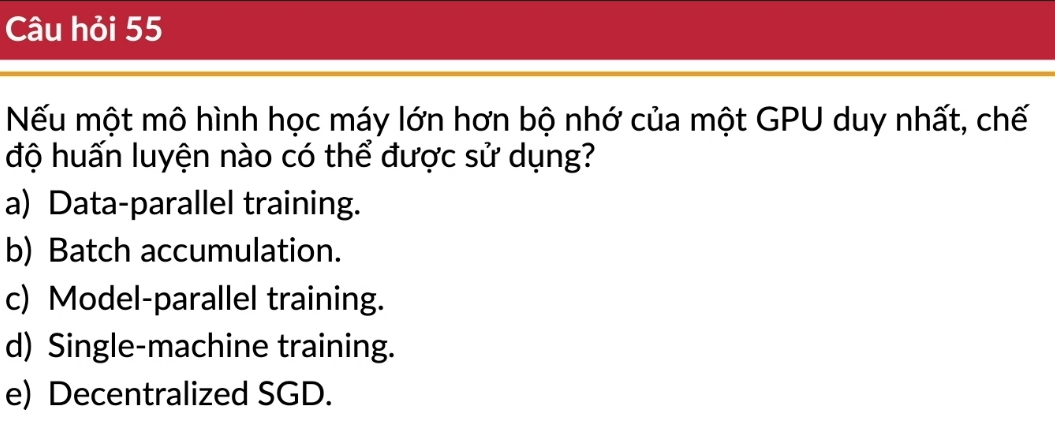 Câu hỏi 55
Nếu một mô hình học máy lớn hơn bộ nhớ của một GPU duy nhất, chế
độ huấn luyện nào có thể được sử dụng?
a) Data-parallel training.
b) Batch accumulation.
c) Model-parallel training.
d) Single-machine training.
e) Decentralized SGD.